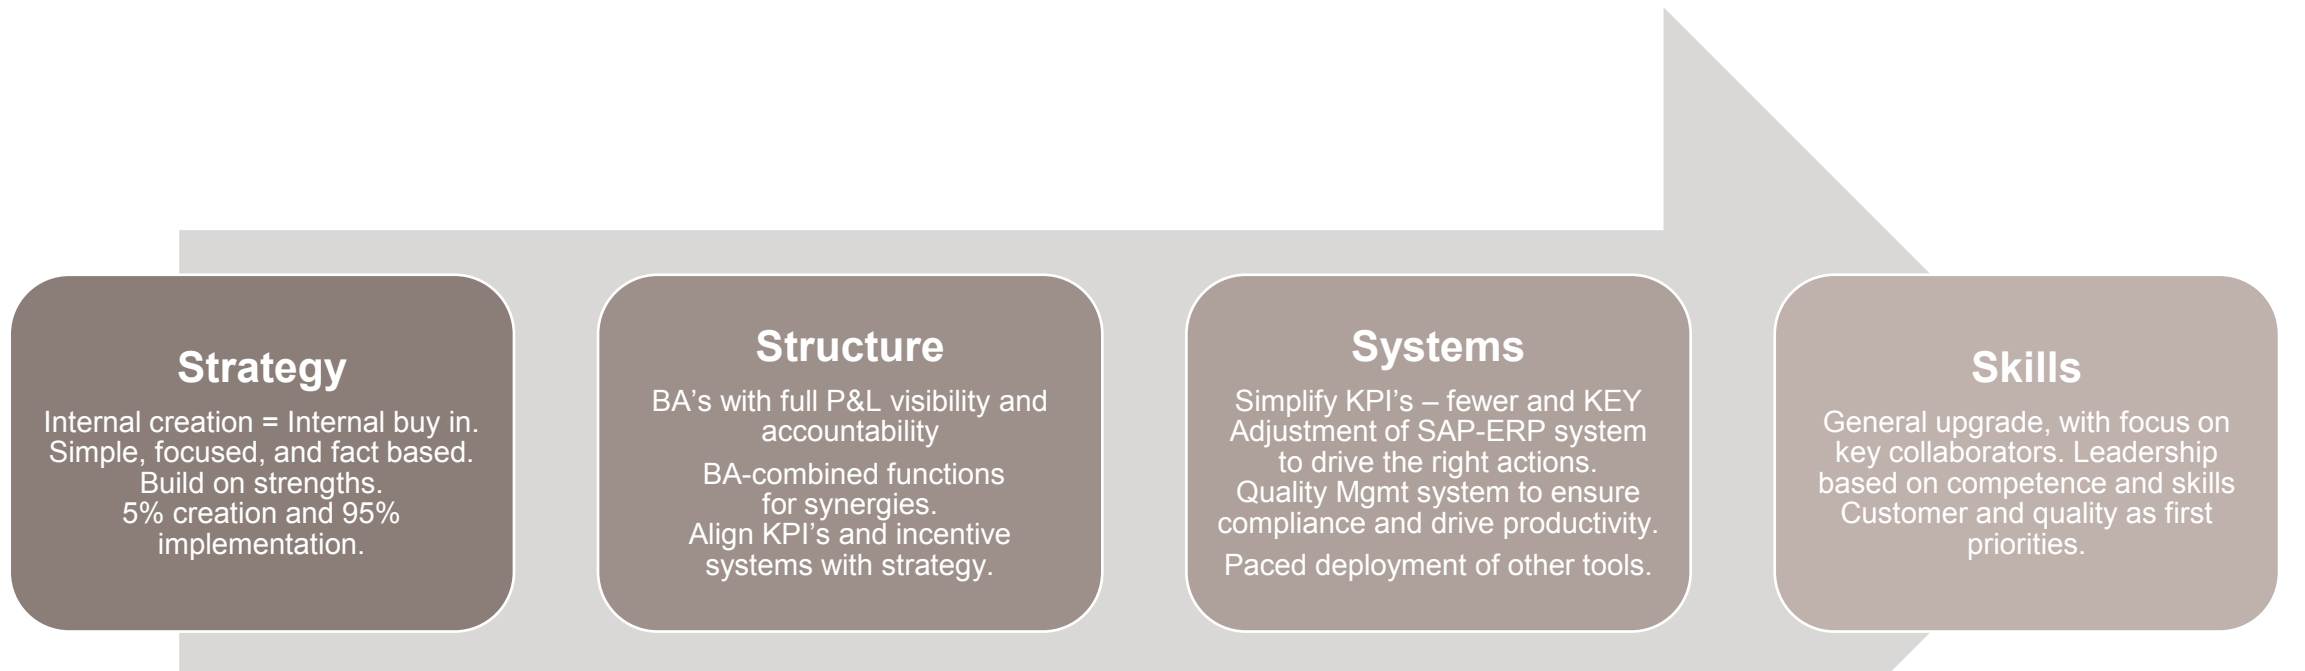 Strategy
Internal creation = Internal buy in.
Simple, focused, and fact based.
Build on strengths.
5% creation and 95%
implementation.
Structure
BA’s with full P&L visibility and
accountability
BA-combined functions
for synergies.
Align KPI’s and incentive
systems with strategy.
Systems
Simplify KPI’s – fewer and KEY
Adjustment of SAP-ERP system
to drive the right actions.
Quality Mgmt system to ensure
compliance and drive productivity.
Paced deployment of other tools.
Skills
General upgrade, with focus on
key collaborators. Leadership
based on competence and skills
Customer and quality as first
priorities.